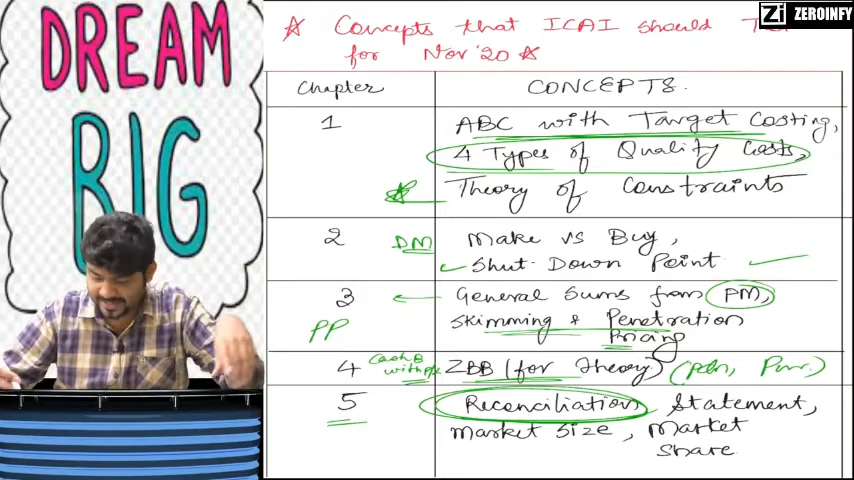 DREAM
BIG
Zi ZEROINFY
☆ Concepts that ICAI should
for Nov'20 ☆
Chapter CONCEPTS.
1 ABC with Target Costing,
4 Types of Quality Costs,
Theory of Constraints
2 DM Make vs Buy,
Shut-Down Point
3 General Sums from PM,
PP Skimming & Penetration
Pricing
4 Cash B ZBB (for Theory)
5 Reconciliation Statement,
Market Size, Market
Share